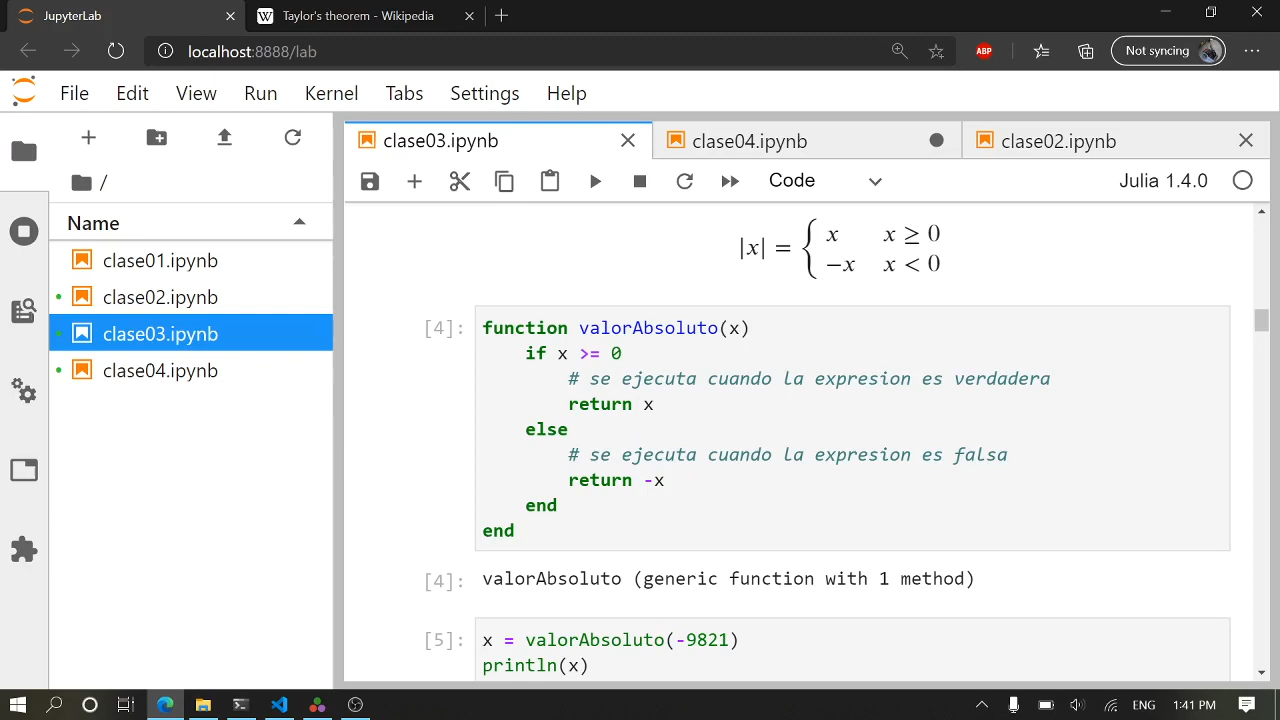 JupyterLab
W Taylor's theorem - Wikipedia
localhost:8888/lab
ABP
Not syncing
File Edit View Run Kernel Tabs Settings Help
clase03.ipynb
clase04.ipynb
clase02.ipynb
/
Code
Julia 1.4.0
Name
clase01.ipynb
clase02.ipynb
clase03.ipynb
clase04.ipynb
|x| = { x x ≥ 0
−x x < 0
[4]: function valorAbsoluto(x)
if x >= 0
# se ejecuta cuando la expresion es verdadera
return x
else
# se ejecuta cuando la expresion es falsa
return -x
end
end
[4]: valorAbsoluto (generic function with 1 method)
[5]: x = valorAbsoluto(-9821)
println(x)
ENG 1:41 PM